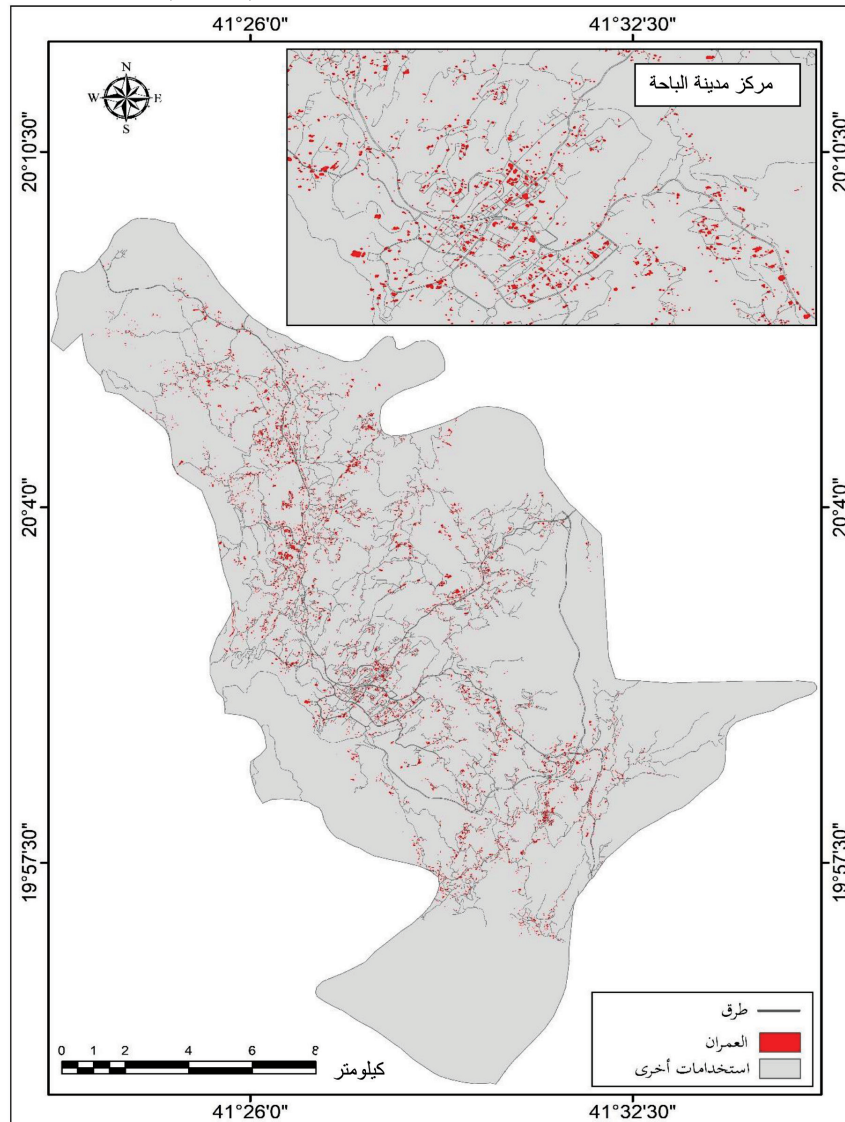 41°26'0"
41°32'30"
N
W
E
S
مركز مدينة الباحة
20°10'30"
20°10'30"
20°4'0"
20°4'0"
19°57'30"
19°57'30"
طرق
العمران
استخدامات أخرى
0 1 2 4 6 8
كيلومتر
41°26'0"
41°32'30"